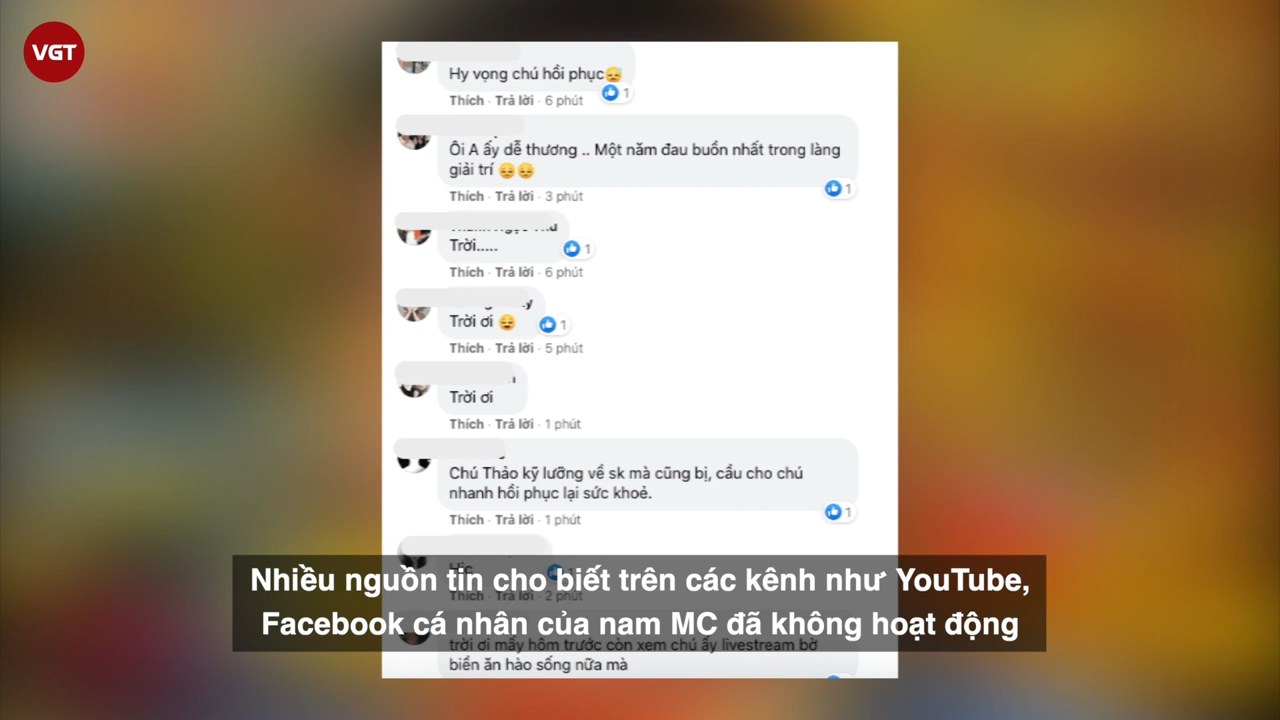 VGT
Hy vọng chú hồi phục😓
Thích · Trả lời · 6 phút
1
Ôi A ấy dễ thương .. Một năm đau buồn nhất trong làng
giải trí 😔😔
Thích · Trả lời · 3 phút
1
Trời.....
1
Thích · Trả lời · 6 phút
Trời ơi 😔
1
Thích · Trả lời · 5 phút
Trời ơi
Thích · Trả lời · 1 phút
Chú Thảo kỹ lưỡng về sk mà cũng bị, cầu cho chú
nhanh hồi phục lại sức khoẻ.
Thích · Trả lời · 1 phút
1
Híc
Thích · Trả lời · 2 phút
Nhiều nguồn tin cho biết trên các kênh như YouTube,
Facebook cá nhân của nam MC đã không hoạt động
trời ơi mấy hôm trước còn xem chú ấy livestream bờ
biển ăn hào sống nữa mà